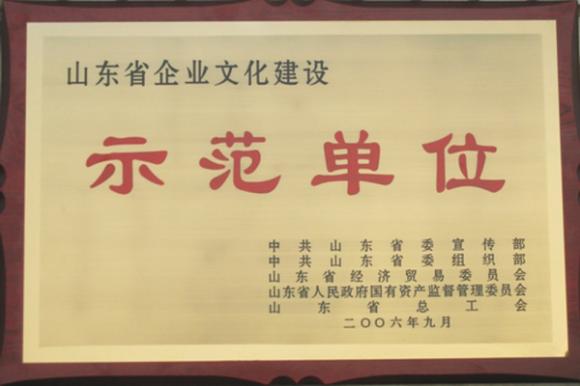 山东省企业文化建设
示范单位
中共山东省委宣传部
中共山东省委组织部
山东省经济贸易委员会
山东省人民政府国有资产监督管理委员会
山东省总工会
二〇〇六年九月